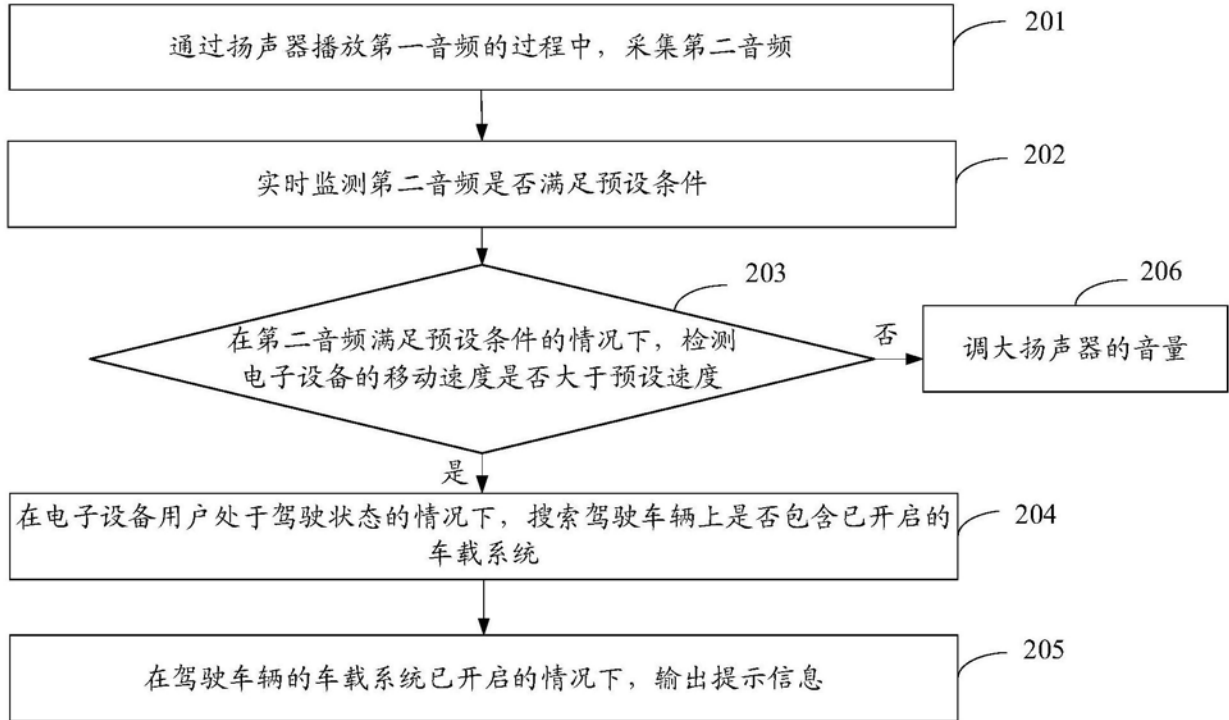 通过扬声器播放第一音频的过程中，采集第二音频
201
实时监测第二音频是否满足预设条件
202
203
在第二音频满足预设条件的情况下，检测
电子设备的移动速度是否大于预设速度
否
206
调大扬声器的音量
是
在电子设备用户处于驾驶状态的情况下，搜索驾驶车辆上是否包含已开启的
车载系统
204
在驾驶车辆的车载系统已开启的情况下，输出提示信息
205